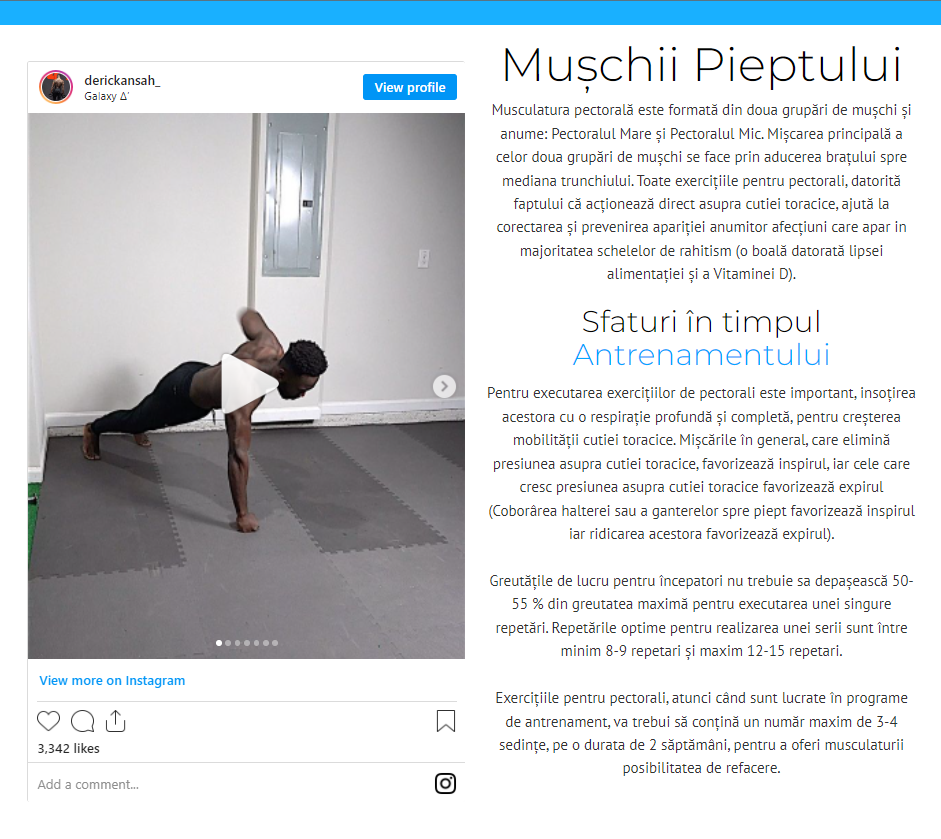 derickansah_
Galaxy Δ'
View profile
View more on Instagram
3,342 likes
Add a comment...
Mușchii Pieptului
Musculatura pectorală este formată din doua grupări de mușchi și
anume: Pectoralul Mare și Pectoralul Mic. Mișcarea principală a
celor doua grupări de mușchi se face prin aducerea brațului spre
mediana trunchiului. Toate exercițiile pentru pectorali, datorită
faptului că acționează direct asupra cutiei toracice, ajută la
corectarea și prevenirea apariției anumitor afecțiuni care apar in
majoritatea schelelor de rahitism (o boală datorată lipsei
alimentației și a Vitaminei D).
Sfaturi în timpul
Antrenamentului
Pentru executarea exercițiilor de pectorali este important, insoțirea
acestora cu o respirație profundă și completă, pentru creșterea
mobilității cutiei toracice. Mișcările în general, care elimină
presiunea asupra cutiei toracice, favorizează inspirul, iar cele care
cresc presiunea asupra cutiei toracice favorizează expirul
(Coborârea halterei sau a ganterelor spre piept favorizează inspirul
iar ridicarea acestora favorizează expirul).
Greutățile de lucru pentru începatori nu trebuie sa depașească 50-
55 % din greutatea maximă pentru executarea unei singure
repetări. Repetările optime pentru realizarea unei serii sunt între
minim 8-9 repetari și maxim 12-15 repetari.
Exercițiile pentru pectorali, atunci când sunt lucrate în programe
de antrenament, va trebui să conțină un număr maxim de 3-4
sedințe, pe o durata de 2 săptămâni, pentru a oferi musculaturii
posibilitatea de refacere.